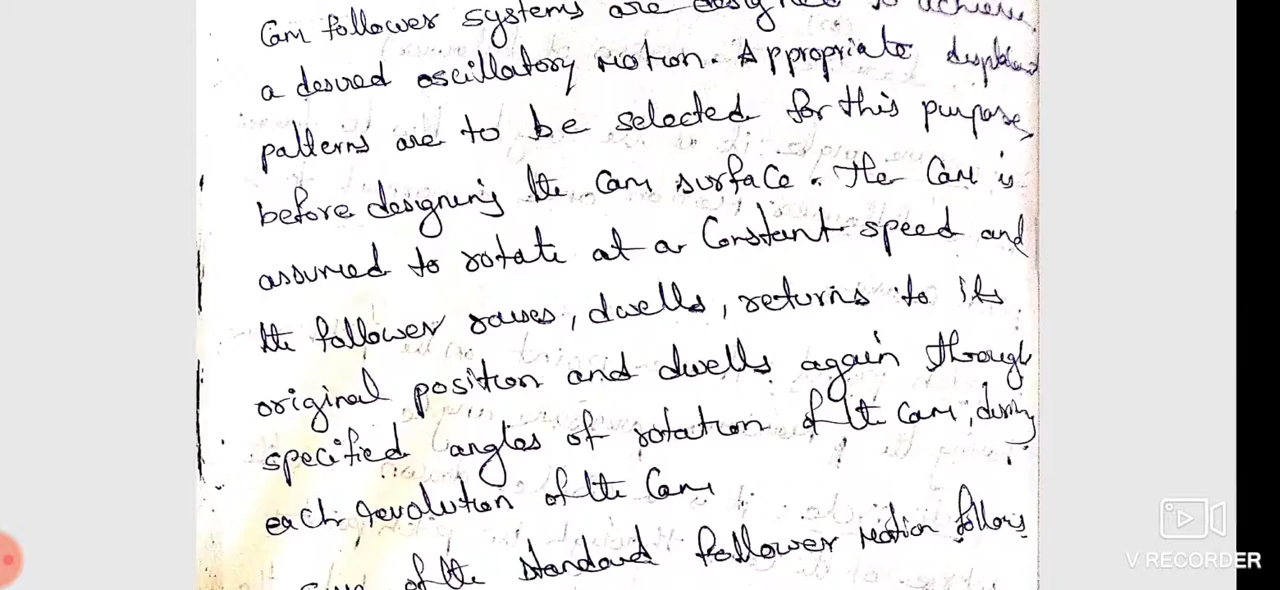 Cam follower systems are designed to achieve
a desired oscillatory motion. Appropriate
patterns are to be selected for this purpose,
before designing the Cam surface. The Cam is
assumed to rotate at a Constant speed and
the follower raises, dwells, returns to its
original position and dwells again through
specified angles of rotation of the Cam, during
each revolution of the Cam
of the standard follower motion follows
V RECORDER